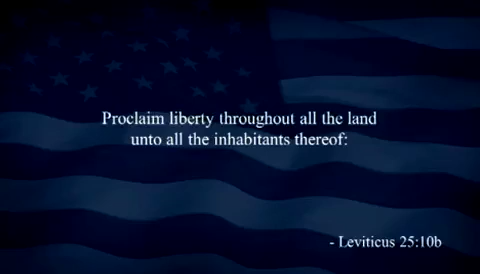 Proclaim liberty throughout all the land
unto all the inhabitants thereof:
- Leviticus 25:10b